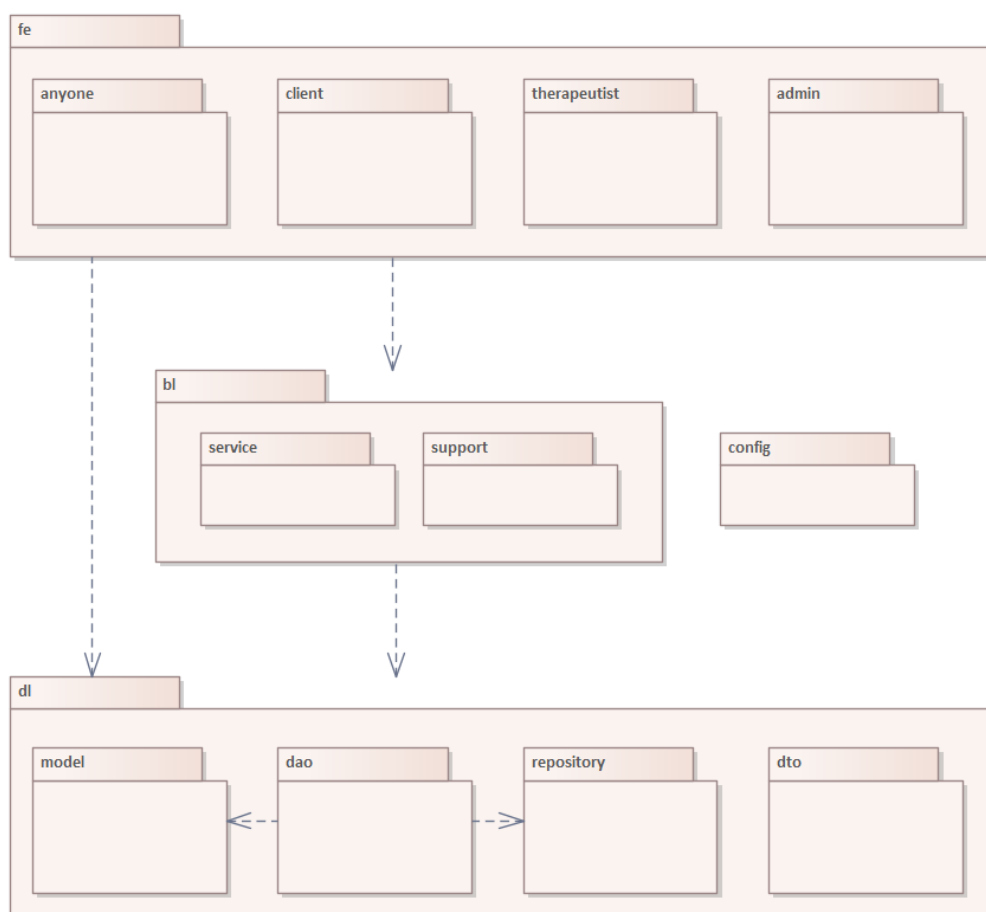 fe
anyone
client
therapeutist
admin
bl
service
support
config
dl
model
dao
repository
dto